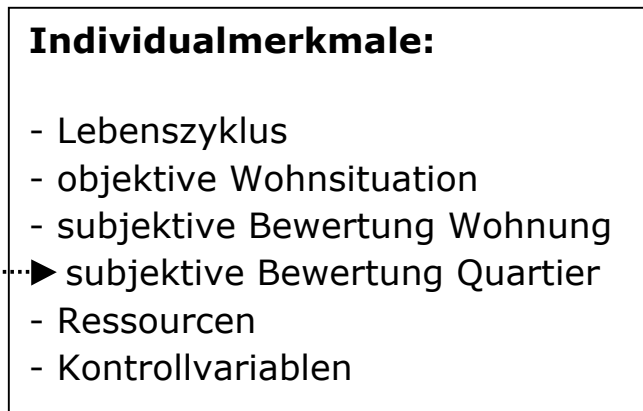 Individualmerkmale:
- Lebenszyklus
- objektive Wohnsituation
- subjektive Bewertung Wohnung
subjektive Bewertung Quartier
- Ressourcen
- Kontrollvariablen